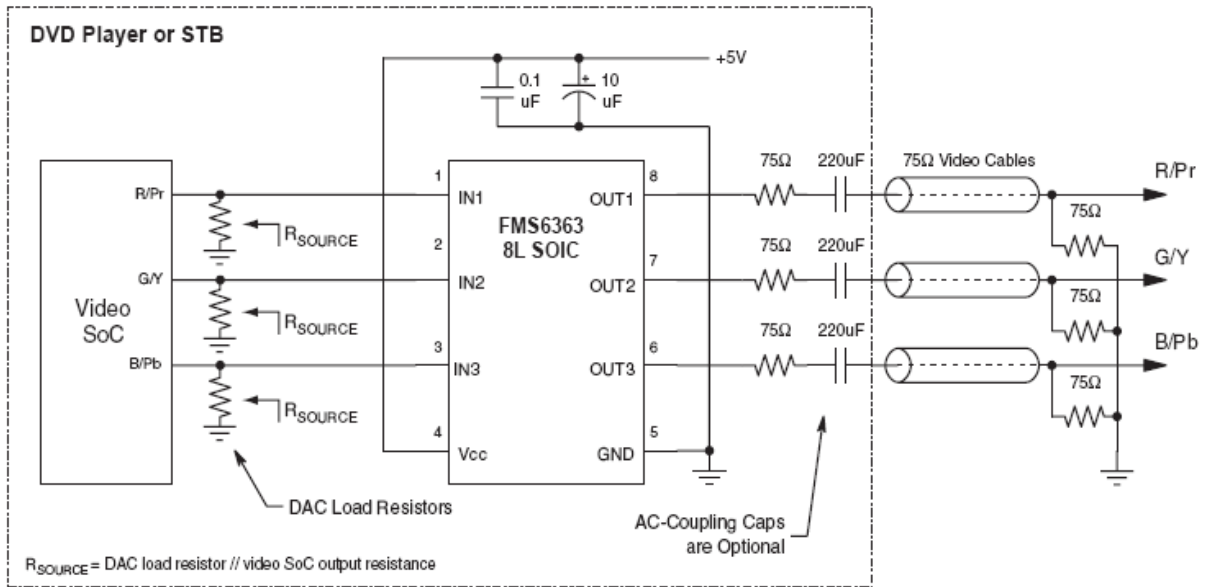 DVD Player or STB
+5V
0.1
uF
+
10
uF
Video
SoC
R/Pr
G/Y
B/Pb
RSOURCE
RSOURCE
RSOURCE
DAC Load Resistors
1
IN1
2
IN2
3
IN3
4
Vcc
FMS6363
8L SOIC
8
OUT1
7
OUT2
6
OUT3
5
GND
75Ω
220uF
75Ω
220uF
75Ω
220uF
AC-Coupling Caps
are Optional
75Ω Video Cables
75Ω
75Ω
75Ω
R/Pr
G/Y
B/Pb
RSOURCE = DAC load resistor // video SoC output resistance